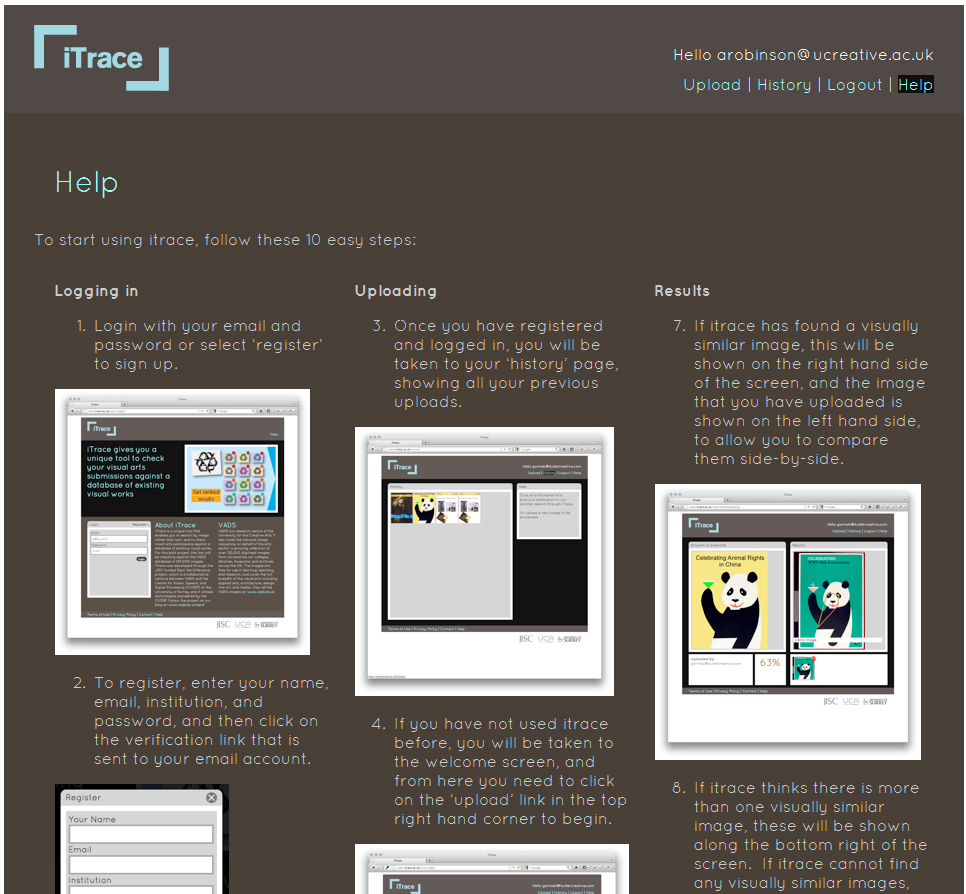 iTrace
Hello arobinson@ucreative.ac.uk
Upload | History | Logout | Help
Help
To start using itrace, follow these 10 easy steps:
Logging in
1. Login with your email and
password or select ‘register’
to sign up.
iTrace
iTrace gives you a
unique tool to check
your visual arts
submissions against a
database of existing
visual works
Get ranked
results
About iTrace
VADS
JISC UCA
2. To register, enter your name,
email, institution, and
password, and then click on
the verification link that is
sent to your email account.
Register
Your Name
Email
Institution
Uploading
3. Once you have registered
and logged in, you will be
taken to your ‘history’ page,
showing all your previous
uploads.
iTrace
JISC UCA
4. If you have not used itrace
before, you will be taken to
the welcome screen, and
from here you need to click
on the ‘upload’ link in the top
right hand corner to begin.
iTrace
Results
7. If itrace has found a visually
similar image, this will be
shown on the right hand side
of the screen, and the image
that you have uploaded is
shown on the left hand side,
to allow you to compare
them side-by-side.
iTrace
Celebrating Animal Rights
in China
63%
JISC UCA
8. If itrace thinks there is more
than one visually similar
image, these will be shown
along the bottom right of the
screen. If itrace cannot find
any visually similar images,